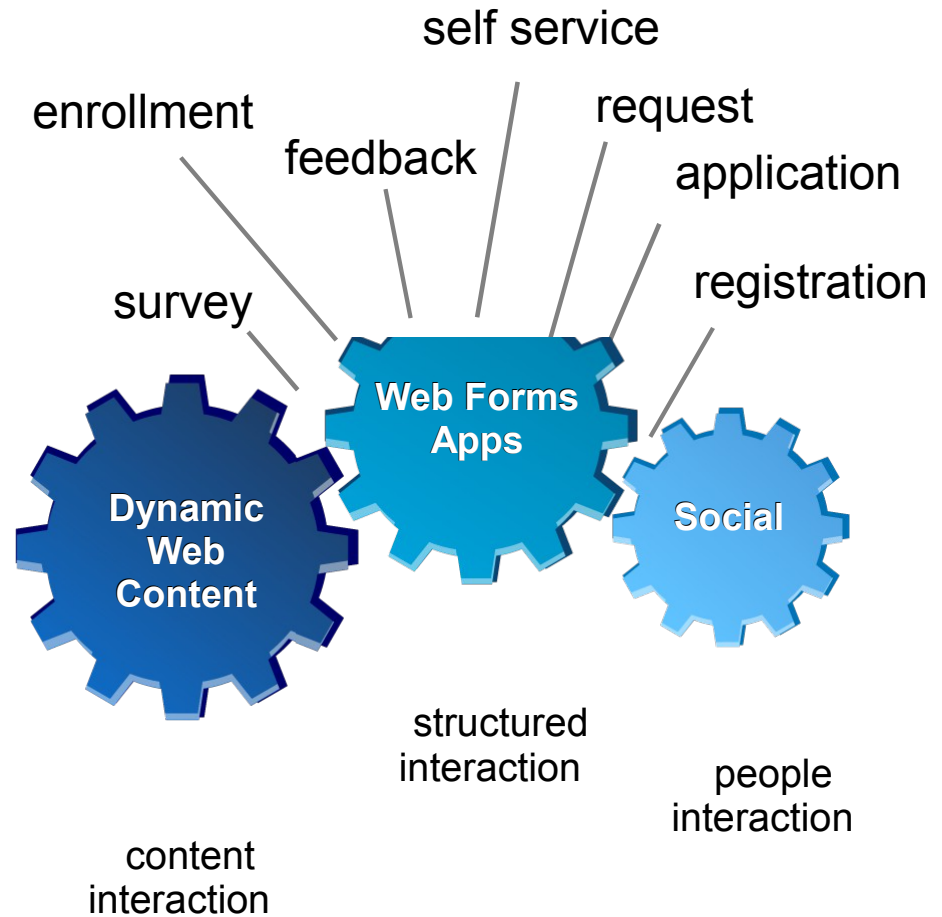 self service
enrollment
request
feedback
application
registration
survey
Web Forms
Apps
Dynamic
Web
Content
Social
structured
interaction
people
interaction
content
interaction